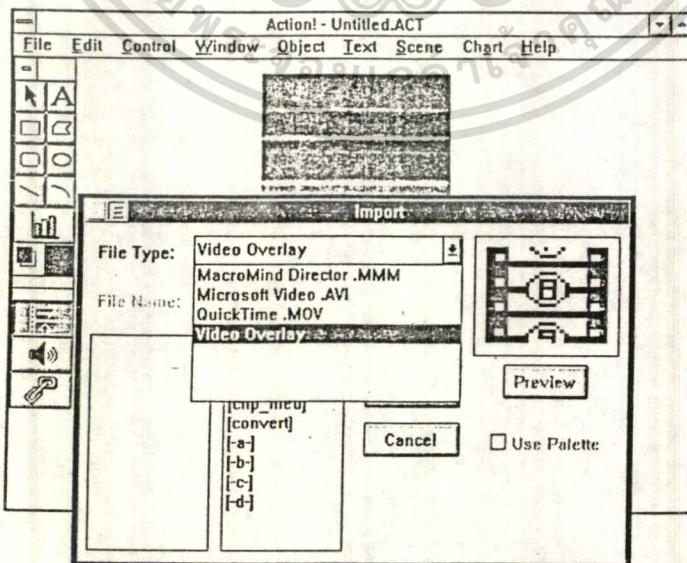 Action! - Untitled.ACT
File Edit Control Window Object Text Scene Chart Help
A
Import
File Type: Video Overlay
MacroMind Director .MMM
Microsoft Video .AVI
QuickTime .MOV
Video Overlay
File Name:
[convert]
[-a-]
[-b-]
[-c-]
[-d-]
Preview
Cancel
Use Palette